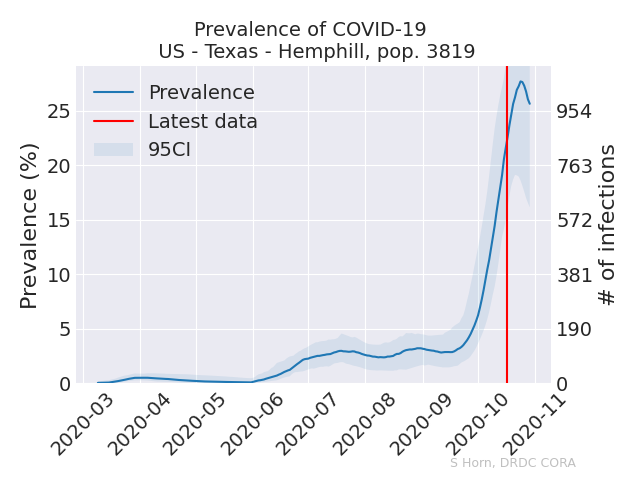 Prevalence of COVID-19
US - Texas - Hemphill, pop. 3819
Prevalence
Latest data
95CI
Prevalence (%)
25
20
15
10
5
0
954
763
572
381
190
0
# of infections
2020-03
2020-04
2020-05
2020-06
2020-07
2020-08
2020-09
2020-10
2020-11
S Horn, DRDC CORA